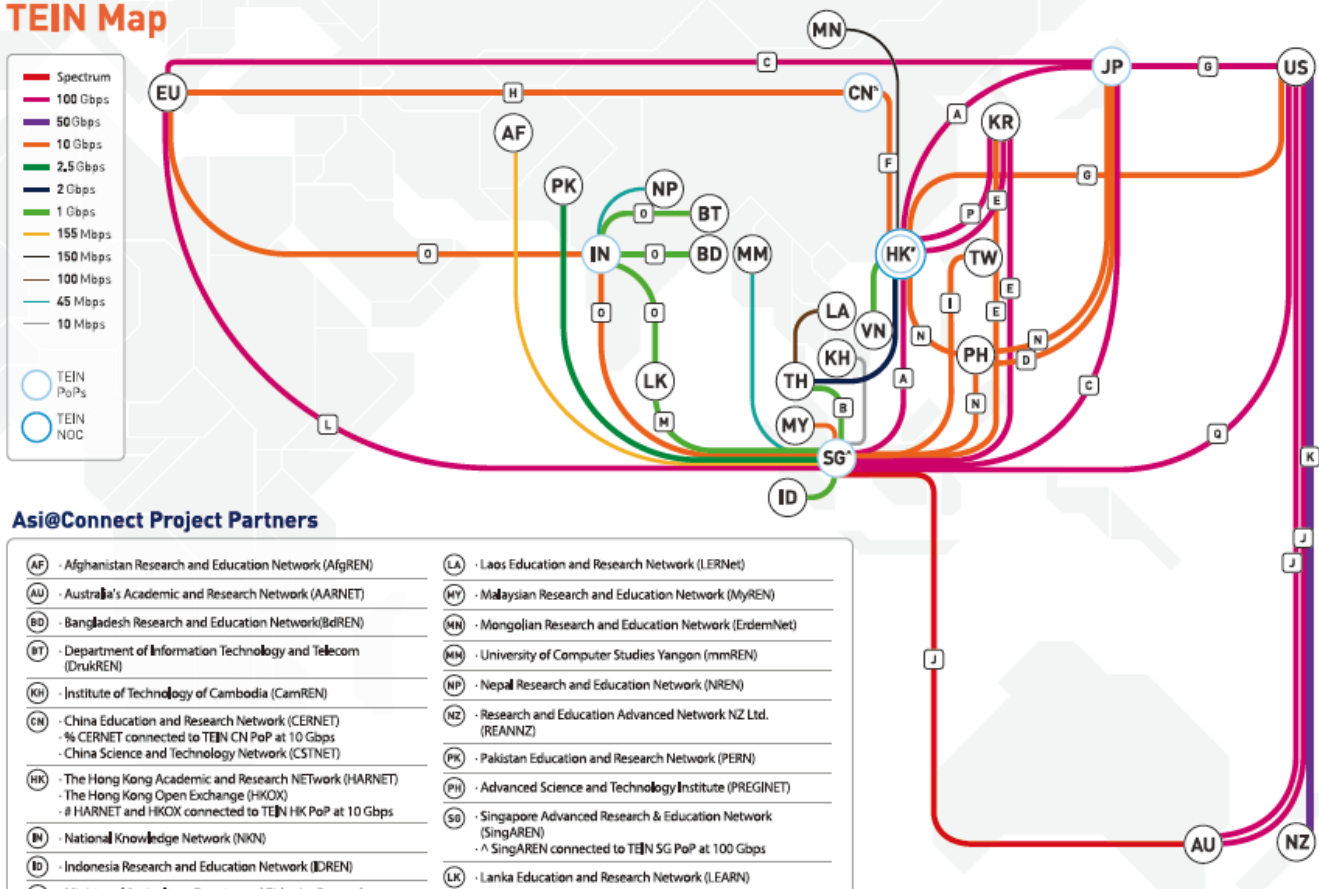 TEIN Map
Spectrum
100 Gbps
50Gbps
10 Gbps
2.5 Gbps
2 Gbps
1 Gbps
155 Mbps
150 Mbps
100 Mbps
45 Mbps
10 Mbps
TEIN
PoPs
TEIN
NOC
MN
EU
C
JP
G
US
H
CN%
AF
A
KR
F
PK
NP
G
O
BT
P
E
O
IN
O
BD
MM
HK#
TW
O
O
LA
I
E
E
VN
N
N
KH
PH
D
LK
TH
A
C
M
B
N
L
MY
Q
SG^
K
ID
J
J
J
AU
NZ
Asi@Connect Project Partners
AF · Afghanistan Research and Education Network (AfgREN)
AU · Australia's Academic and Research Network (AARNET)
BD · Bangladesh Research and Education Network(BdREN)
BT · Department of Information Technology and Telecom
(DrukREN)
KH · Institute of Technology of Cambodia (CamREN)
CN · China Education and Research Network (CERNET)
· % CERNET connected to TEIN CN PoP at 10 Gbps
· China Science and Technology Network (CSTNET)
HK · The Hong Kong Academic and Research NETwork (HARNET)
· The Hong Kong Open Exchange (HKOX)
· # HARNET and HKOX connected to TEIN HK PoP at 10 Gbps
IN · National Knowledge Network (NKN)
ID · Indonesia Research and Education Network (IDREN)
LA · Laos Education and Research Network (LERNet)
MY · Malaysian Research and Education Network (MyREN)
MN · Mongolian Research and Education Network (ErdemNet)
MM · University of Computer Studies Yangon (mmREN)
NP · Nepal Research and Education Network (NREN)
NZ · Research and Education Advanced Network NZ Ltd.
(REANNZ)
PK · Pakistan Education and Research Network (PERN)
PH · Advanced Science and Technology Institute (PREGINET)
SG · Singapore Advanced Research & Education Network
(SingAREN)
· ^ SingAREN connected to TEIN SG PoP at 100 Gbps
LK · Lanka Education and Research Network (LEARN)